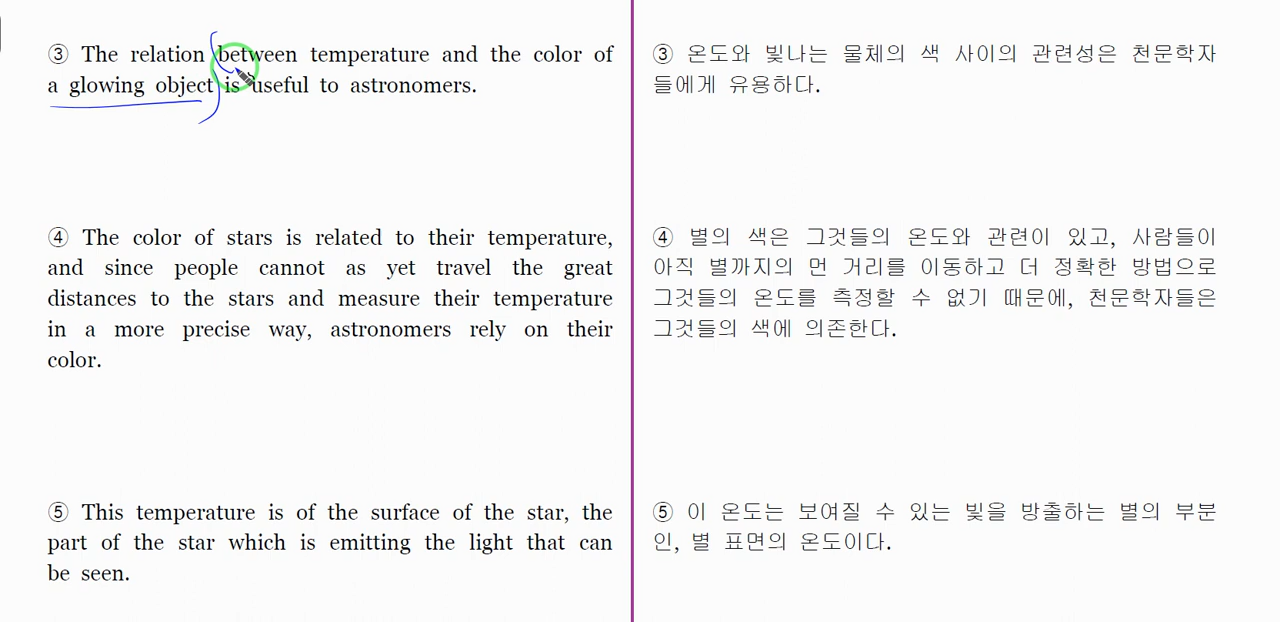 ③ The relation between temperature and the color of
a glowing object is useful to astronomers.
④ The color of stars is related to their temperature,
and since people cannot as yet travel the great
distances to the stars and measure their temperature
in a more precise way, astronomers rely on their
color.
⑤ This temperature is of the surface of the star, the
part of the star which is emitting the light that can
be seen.
③ 온도와 빛나는 물체의 색 사이의 관련성은 천문학자
들에게 유용하다.
④ 별의 색은 그것들의 온도와 관련이 있고, 사람들이
아직 별까지의 먼 거리를 이동하고 더 정확한 방법으로
그것들의 온도를 측정할 수 없기 때문에, 천문학자들은
그것들의 색에 의존한다.
⑤ 이 온도는 보여질 수 있는 빛을 방출하는 별의 부분
인, 별 표면의 온도이다.